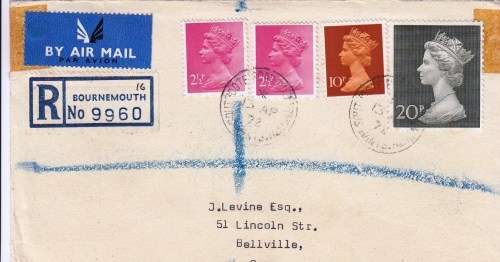 BY AIR MAIL
PAR AVION
R
16
BOURNEMOUTH
No 9960
2½P
2½P
10P
20P
J.Levine Esq.,
51 Lincoln Str.
Bellville,